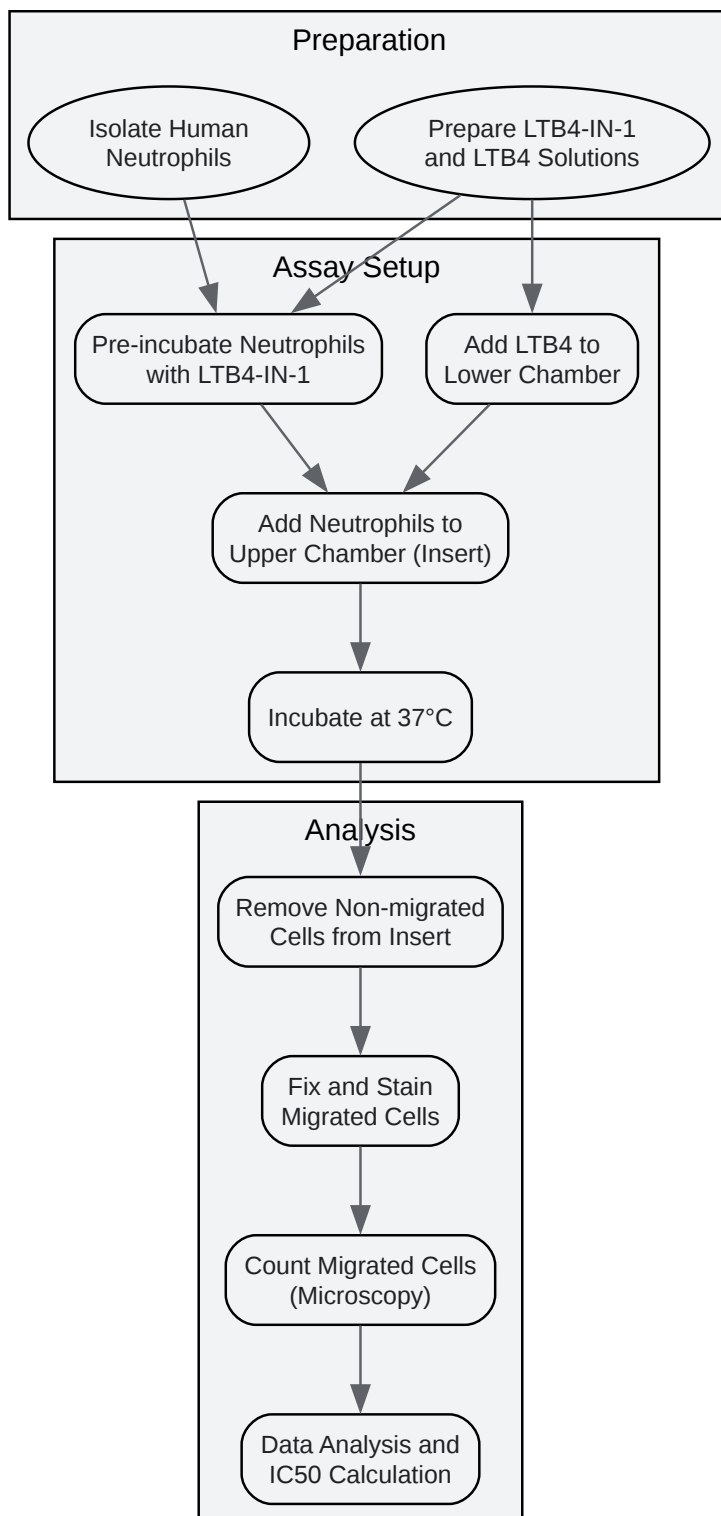 Preparation
Isolate Human
Neutrophils
Prepare LTB4-IN-1
and LTB4 Solutions
Assay Setup
Pre-incubate Neutrophils
with LTB4-IN-1
Add LTB4 to
Lower Chamber
Add Neutrophils to
Upper Chamber (Insert)
Incubate at 37°C
Analysis
Remove Non-migrated
Cells from Insert
Fix and Stain
Migrated Cells
Count Migrated Cells
(Microscopy)
Data Analysis and
IC50 Calculation